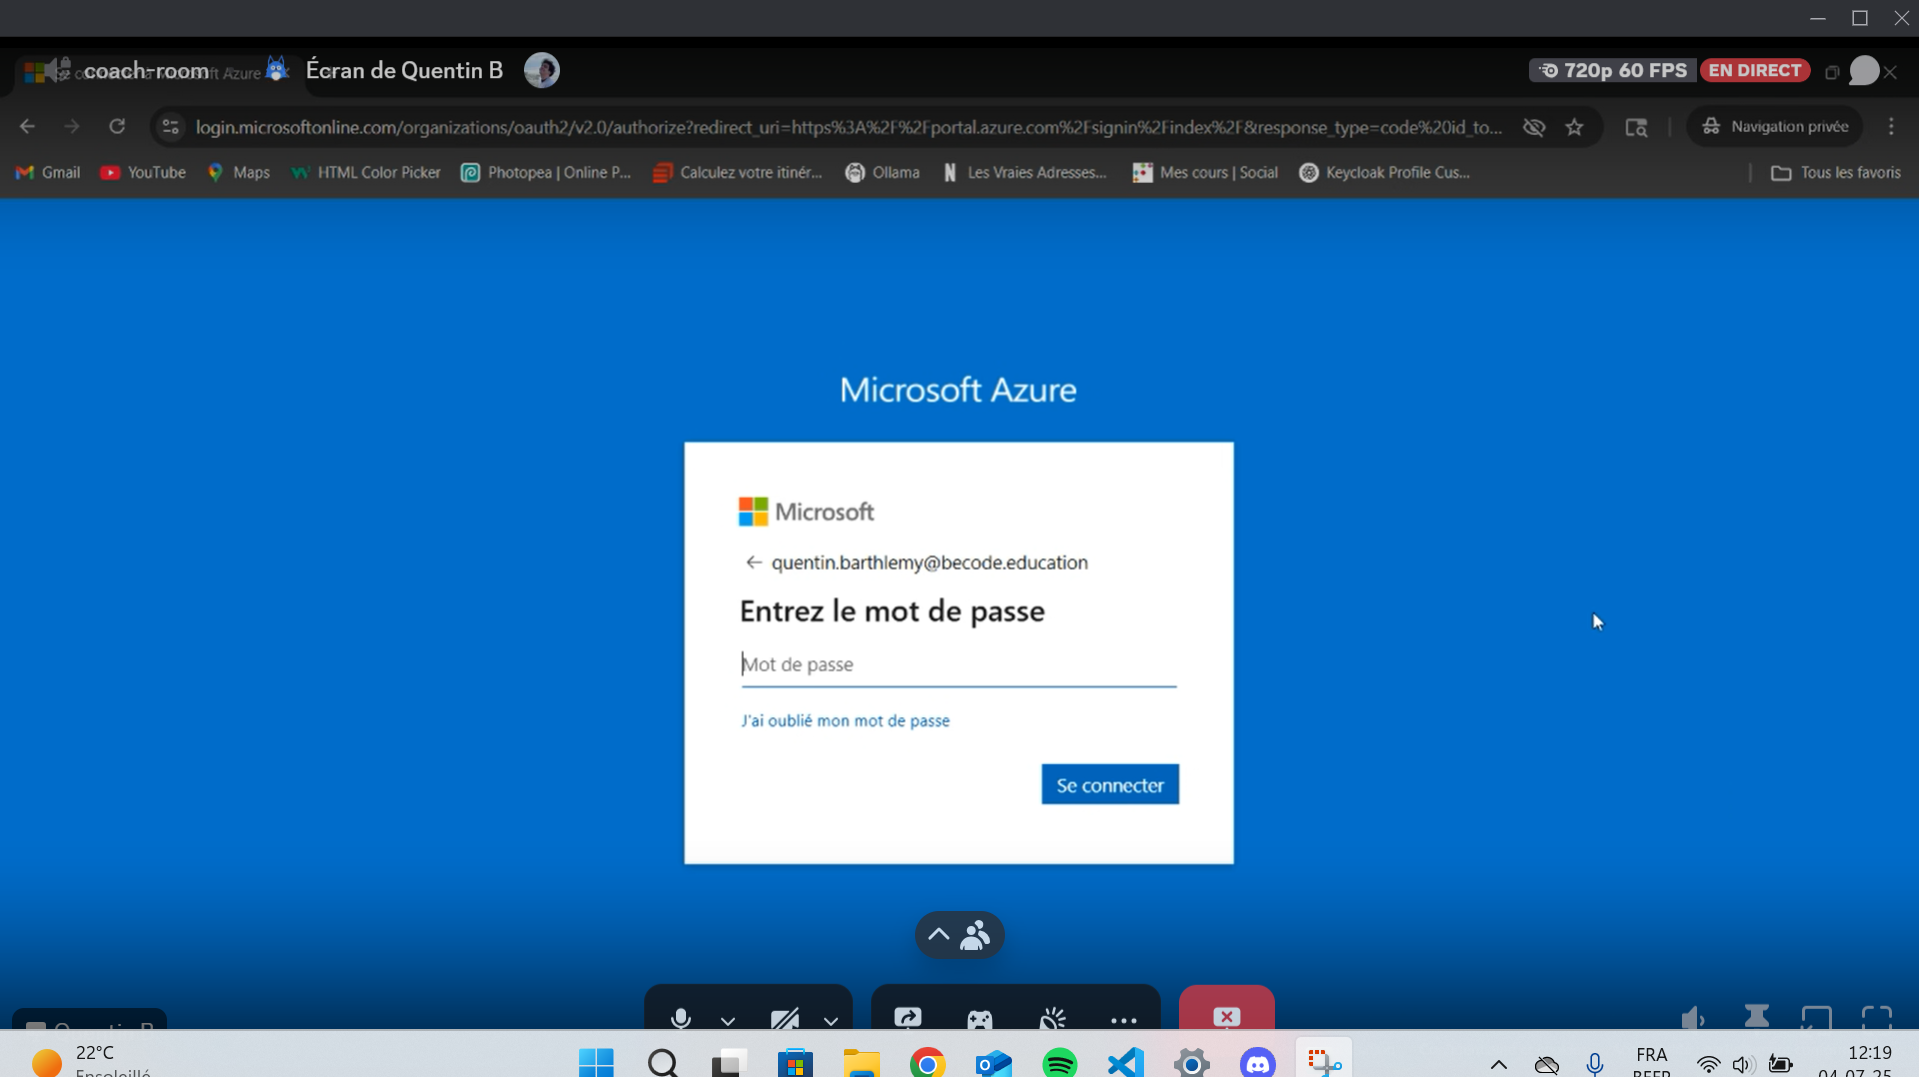 coach-room
Écran de Quentin B
720p 60 FPS
EN DIRECT
login.microsoftonline.com/organizations/oauth2/v2.0/authorize?redirect_uri=https%3A%2F%2Fportal.azure.com%2Fsignin%2Findex%2F&response_type=code%20id_to...
Navigation privée
Gmail
YouTube
Maps
HTML Color Picker
Photopea | Online P...
Calculez votre itinér...
Ollama
Les Vraies Adresses...
Mes cours | Social
Keycloak Profile Cus...
Tous les favoris
Microsoft Azure
Microsoft
quentin.barthlemy@becode.education
Entrez le mot de passe
Mot de passe
J'ai oublié mon mot de passe
Se connecter
Quentin B
22°C
Ensoleillé
FRA
BEFR
12:19
04-07-25